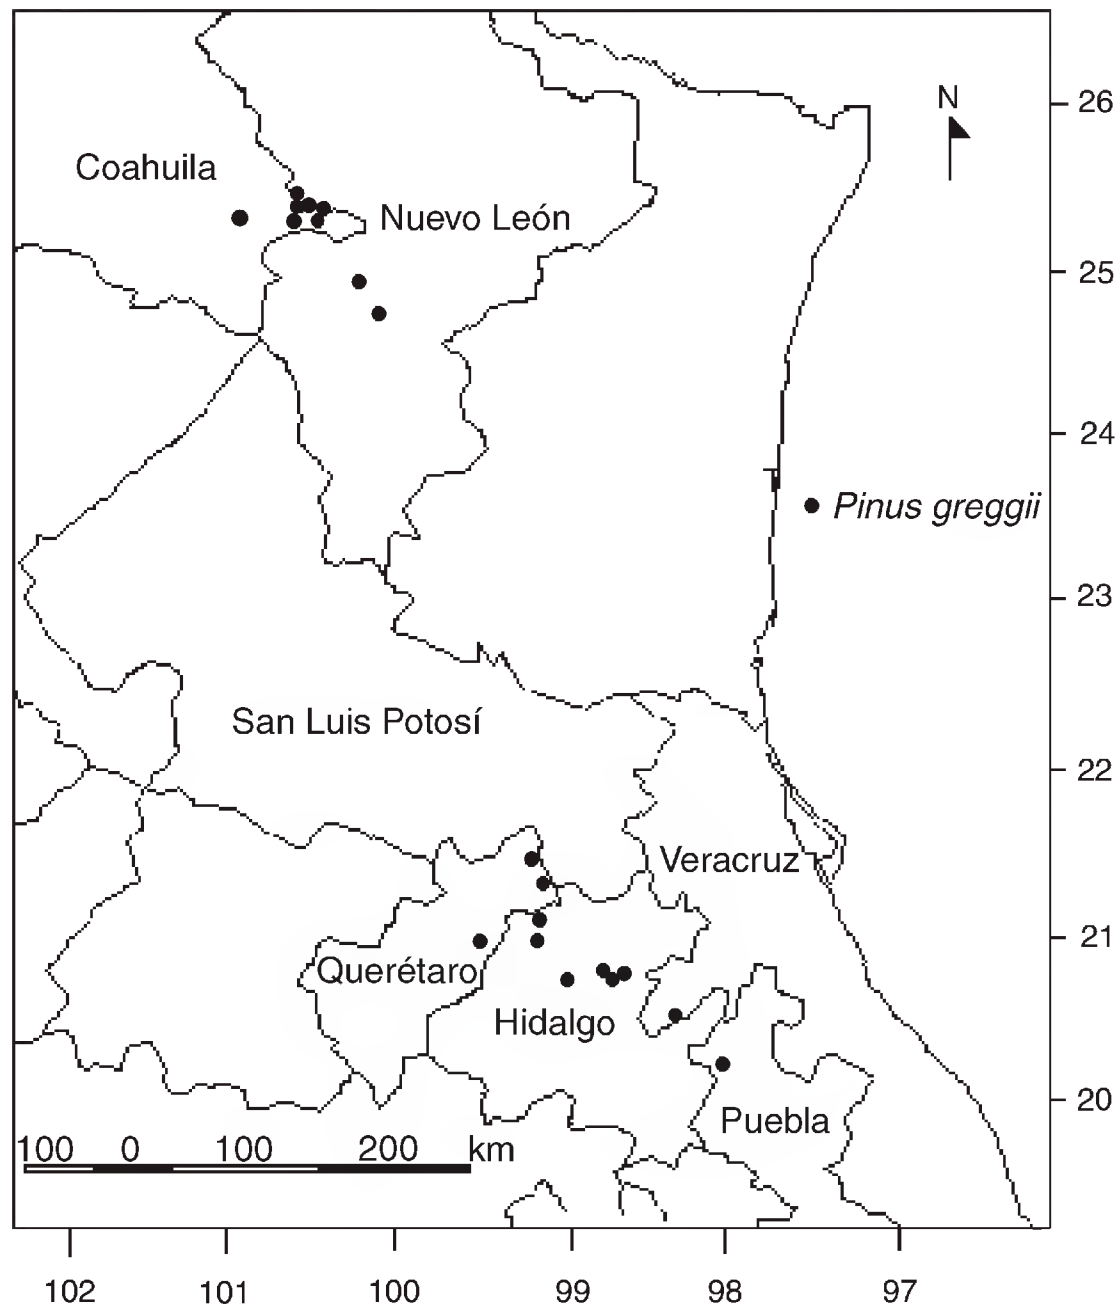 N
26
Coahuila
Nuevo León
25
24
Pinus greggii
23
San Luis Potosí
22
Veracruz
21
Querétaro
Hidalgo
20
Puebla
100 0 100 200 km
102 101 100 99 98 97